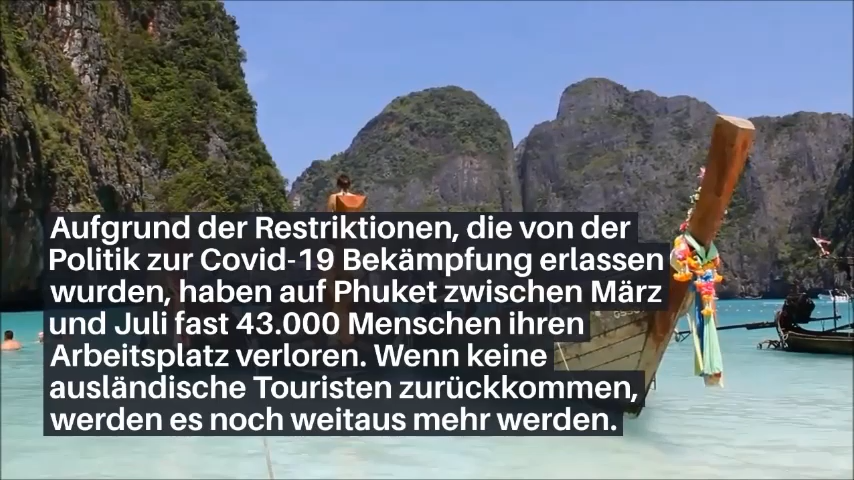 Aufgrund der Restriktionen, die von der
Politik zur Covid-19 Bekämpfung erlassen
wurden, haben auf Phuket zwischen März
und Juli fast 43.000 Menschen ihren
Arbeitsplatz verloren. Wenn keine
ausländische Touristen zurückkommen,
werden es noch weitaus mehr werden.